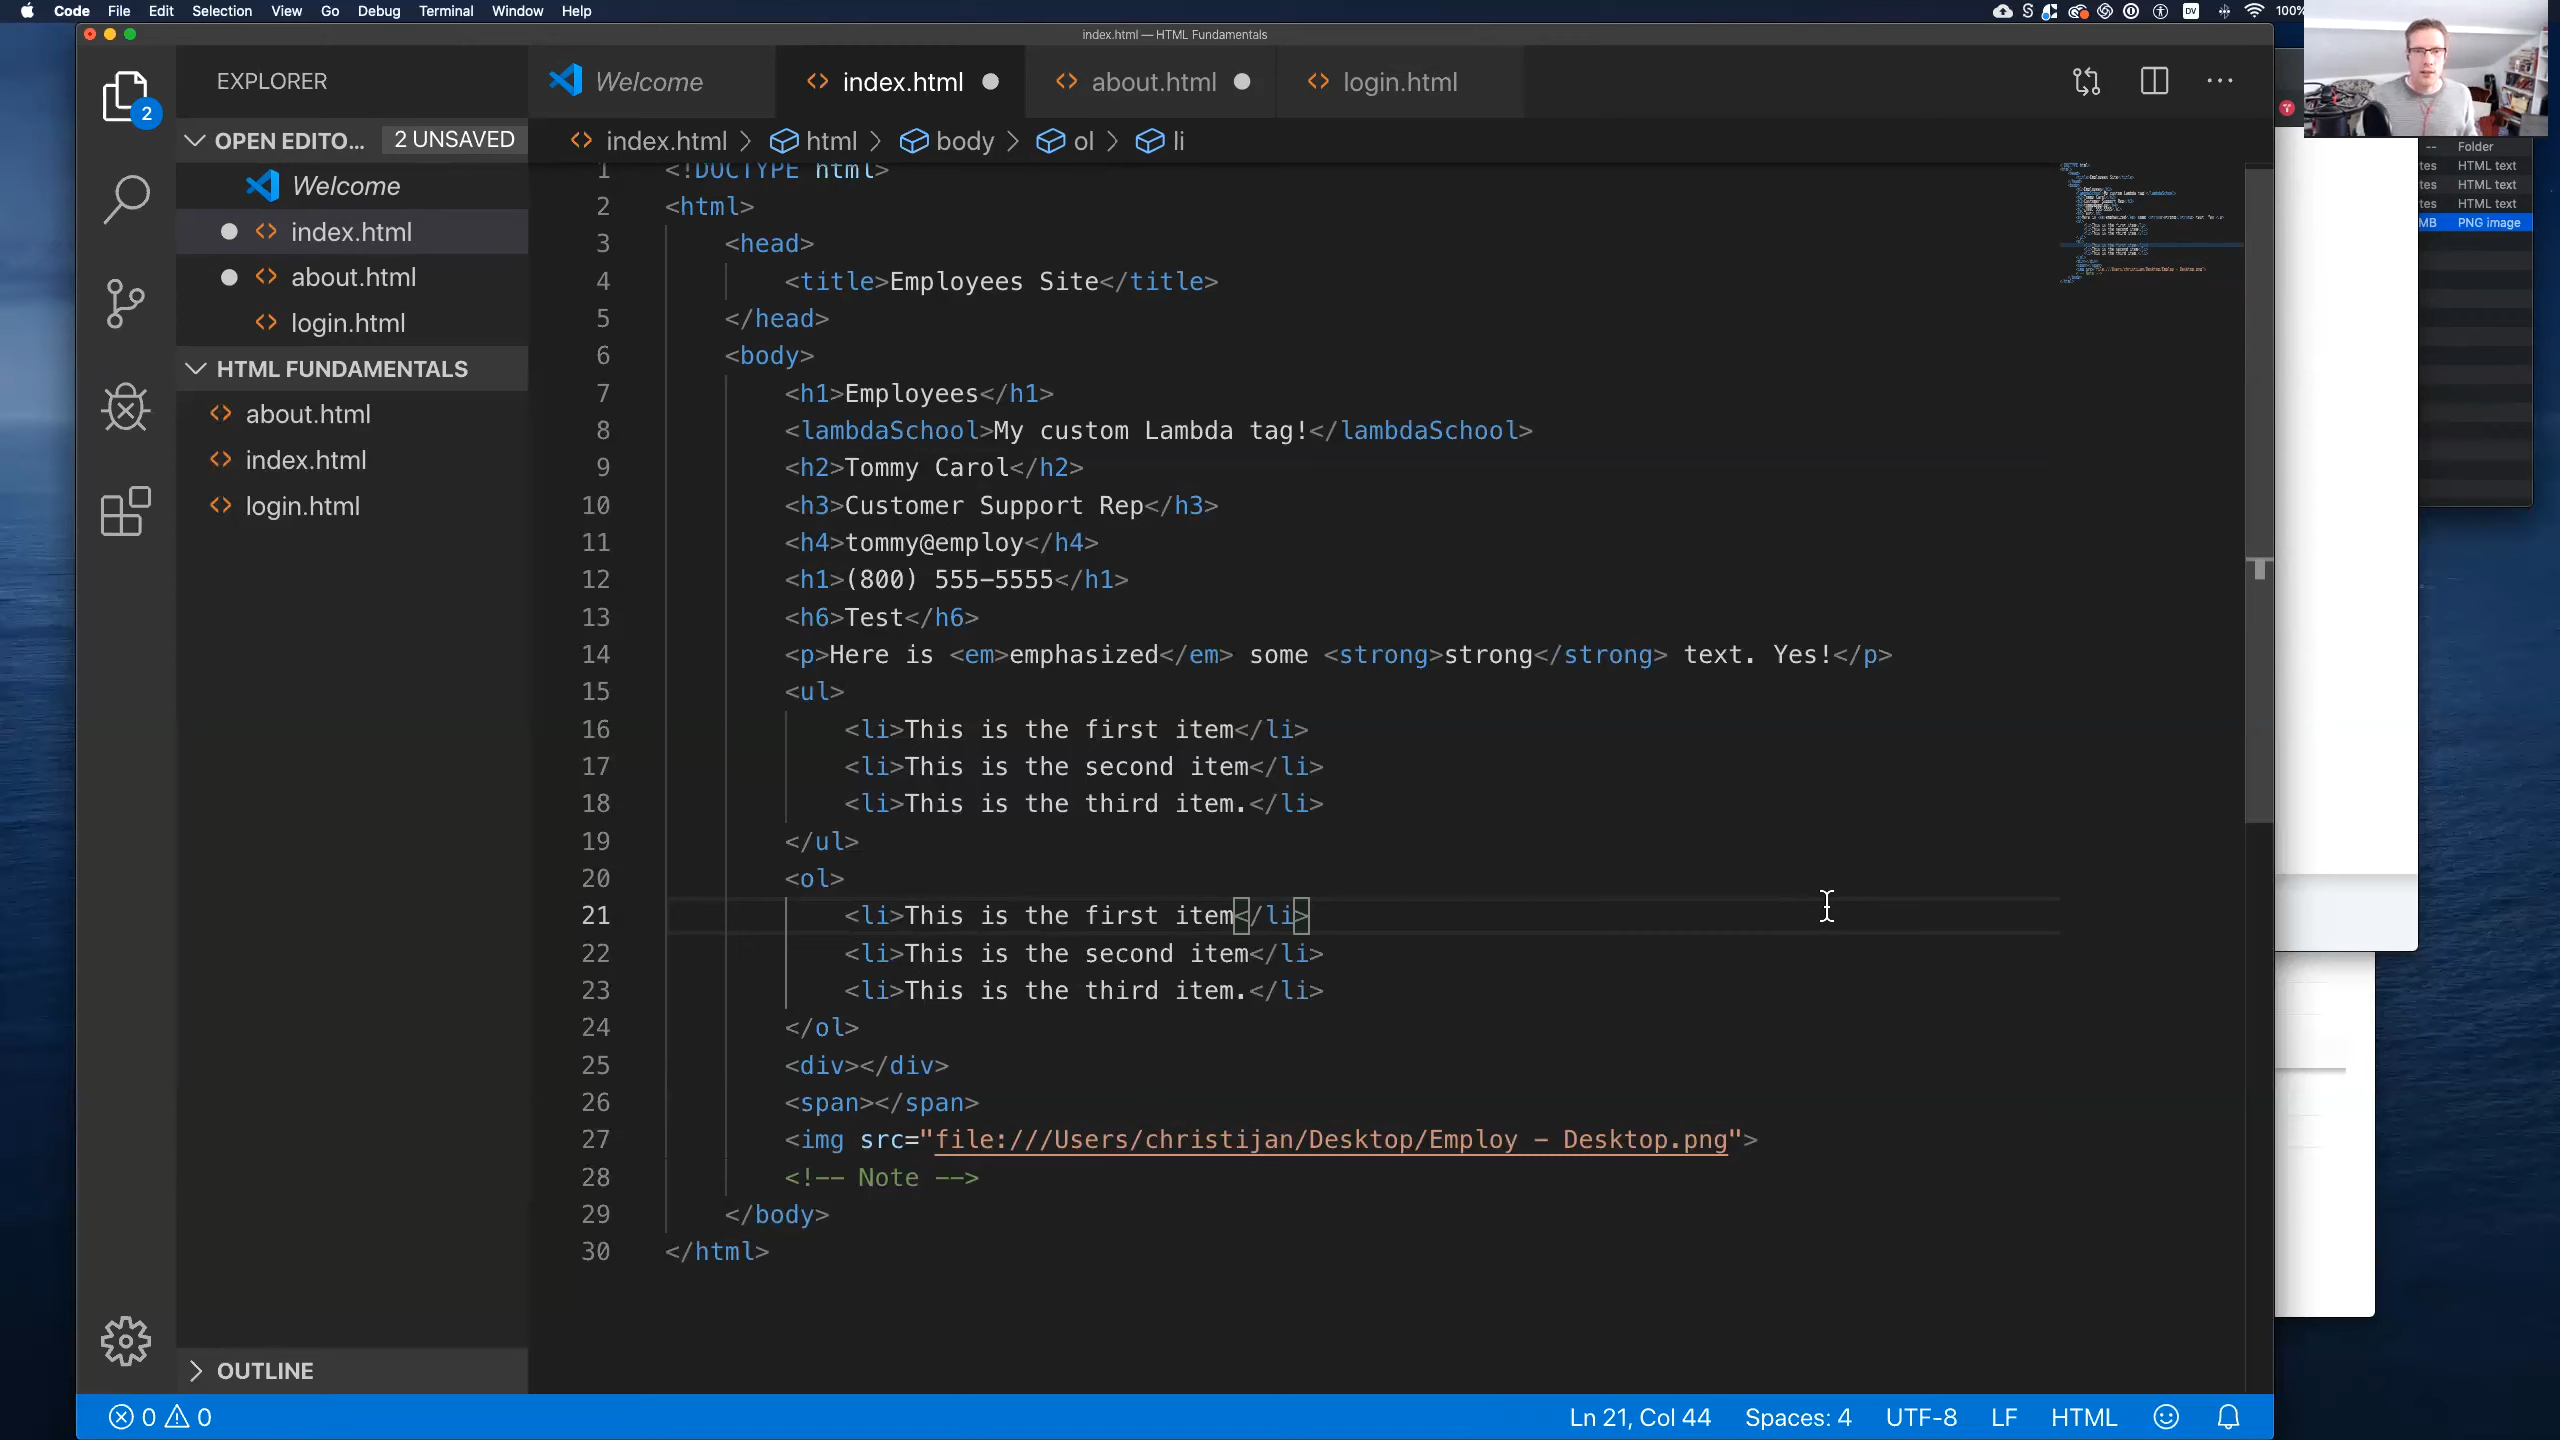 Code File Edit Selection View Go Debug Terminal Window Help
100%
index.html — HTML Fundamentals
EXPLORER
Welcome index.html about.html login.html
OPEN EDITO... 2 UNSAVED
index.html > html > body > ol > li
2
Welcome
index.html
about.html
login.html
HTML FUNDAMENTALS
about.html
index.html
login.html
1 <!DOCTYPE html>
2 <html>
3 <head>
4 <title>Employees Site</title>
5 </head>
6 <body>
7 <h1>Employees</h1>
8 <lambdaSchool>My custom Lambda tag!</lambdaSchool>
9 <h2>Tommy Carol</h2>
10 <h3>Customer Support Rep</h3>
11 <h4>tommy@employ</h4>
12 <h1>(800) 555-5555</h1>
13 <h6>Test</h6>
14 <p>Here is <em>emphasized</em> some <strong>strong</strong> text. Yes!</p>
15 <ul>
16 <li>This is the first item</li>
17 <li>This is the second item</li>
18 <li>This is the third item.</li>
19 </ul>
20 <ol>
21 <li>This is the first item</li>
22 <li>This is the second item</li>
23 <li>This is the third item.</li>
24 </ol>
25 <div></div>
26 <span></span>
27 <img src="file:///Users/christijan/Desktop/Employ - Desktop.png">
28 <!-- Note -->
29 </body>
30 </html>
OUTLINE
0 0
Ln 21, Col 44 Spaces: 4 UTF-8 LF HTML
-- Folder
tes HTML text
tes HTML text
tes HTML text
MB PNG image